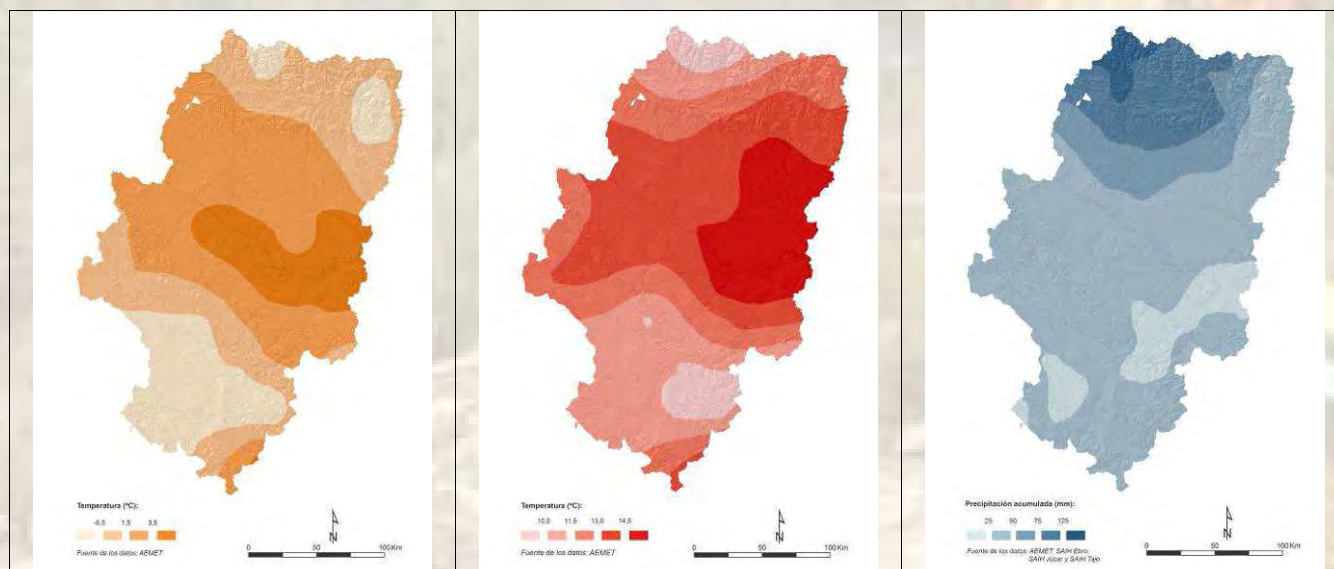 Temperatura (ºC):
-0.5 1.5 3.5
Fuente de los datos: AEMET
N
0 50 100 Km
Temperatura (ºC):
10.0 11.5 13.0 14.5
Fuente de los datos: AEMET
N
0 50 100 Km
Precipitación acumulada (mm):
25 50 75 125
Fuente de los datos: AEMET, SAIH Ebro,
SAIH Júcar y SAIH Tajo
N
0 50 100 Km